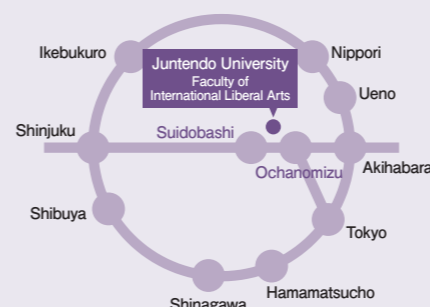 Ikebukuro
Juntendo University
Faculty of
International Liberal Arts
Nippori
Ueno
Shinjuku
Suidobashi
Ochanomizu
Akihabara
Shibuya
Tokyo
Hamamatsucho
Shinagawa